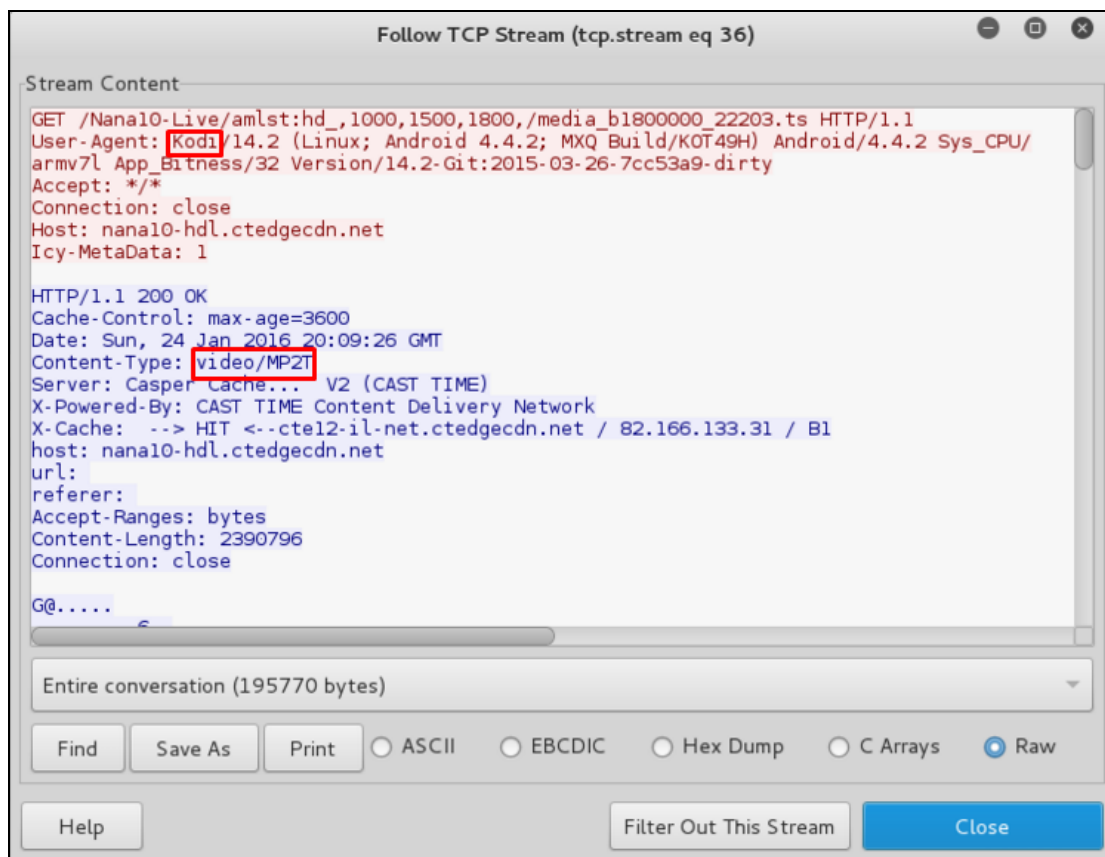 Follow TCP Stream (tcp.stream eq 36)
Stream Content
GET /Nana10-Live/amlst:hd_,1000,1500,1800,/media_b1800000_22203.ts HTTP/1.1
User-Agent: Kodi/14.2 (Linux; Android 4.4.2; MXQ Build/KOT49H) Android/4.4.2 Sys_CPU/
armv7l App_Bitness/32 Version/14.2-Git:2015-03-26-7cc53a9-dirty
Accept: */*
Connection: close
Host: nana10-hdl.ctedgecdn.net
Icy-MetaData: 1
HTTP/1.1 200 OK
Cache-Control: max-age=3600
Date: Sun, 24 Jan 2016 20:09:26 GMT
Content-Type: video/MP2T
Server: Casper Cache...  V2 (CAST TIME)
X-Powered-By: CAST TIME Content Delivery Network
X-Cache:  --> HIT <--cte12-il-net.ctedgecdn.net / 82.166.133.31 / B1
host: nana10-hdl.ctedgecdn.net
url:
referer:
Accept-Ranges: bytes
Content-Length: 2390796
Connection: close
G@.....
Entire conversation (195770 bytes)
Find Save As Print ASCII EBCDIC Hex Dump C Arrays Raw
Help Filter Out This Stream Close